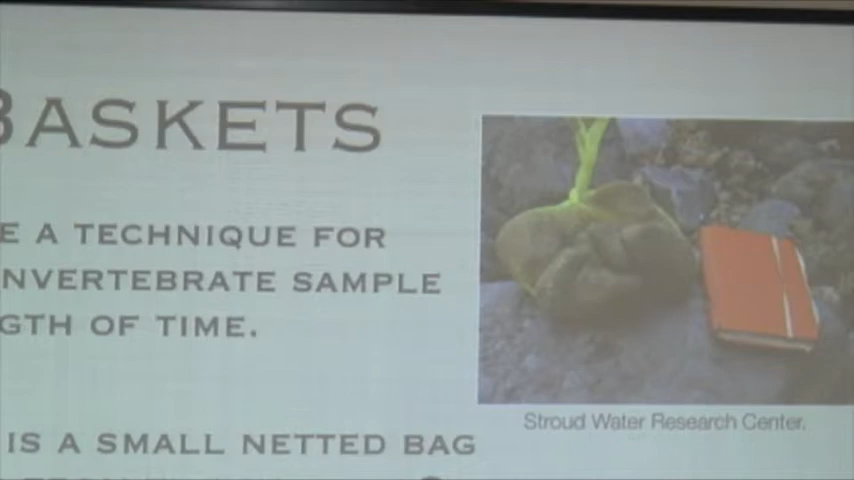 BASKETS
E A TECHNIQUE FOR
NVERTEBRATE SAMPLE
GTH OF TIME.
IS A SMALL NETTED BAG
Stroud Water Research Center.